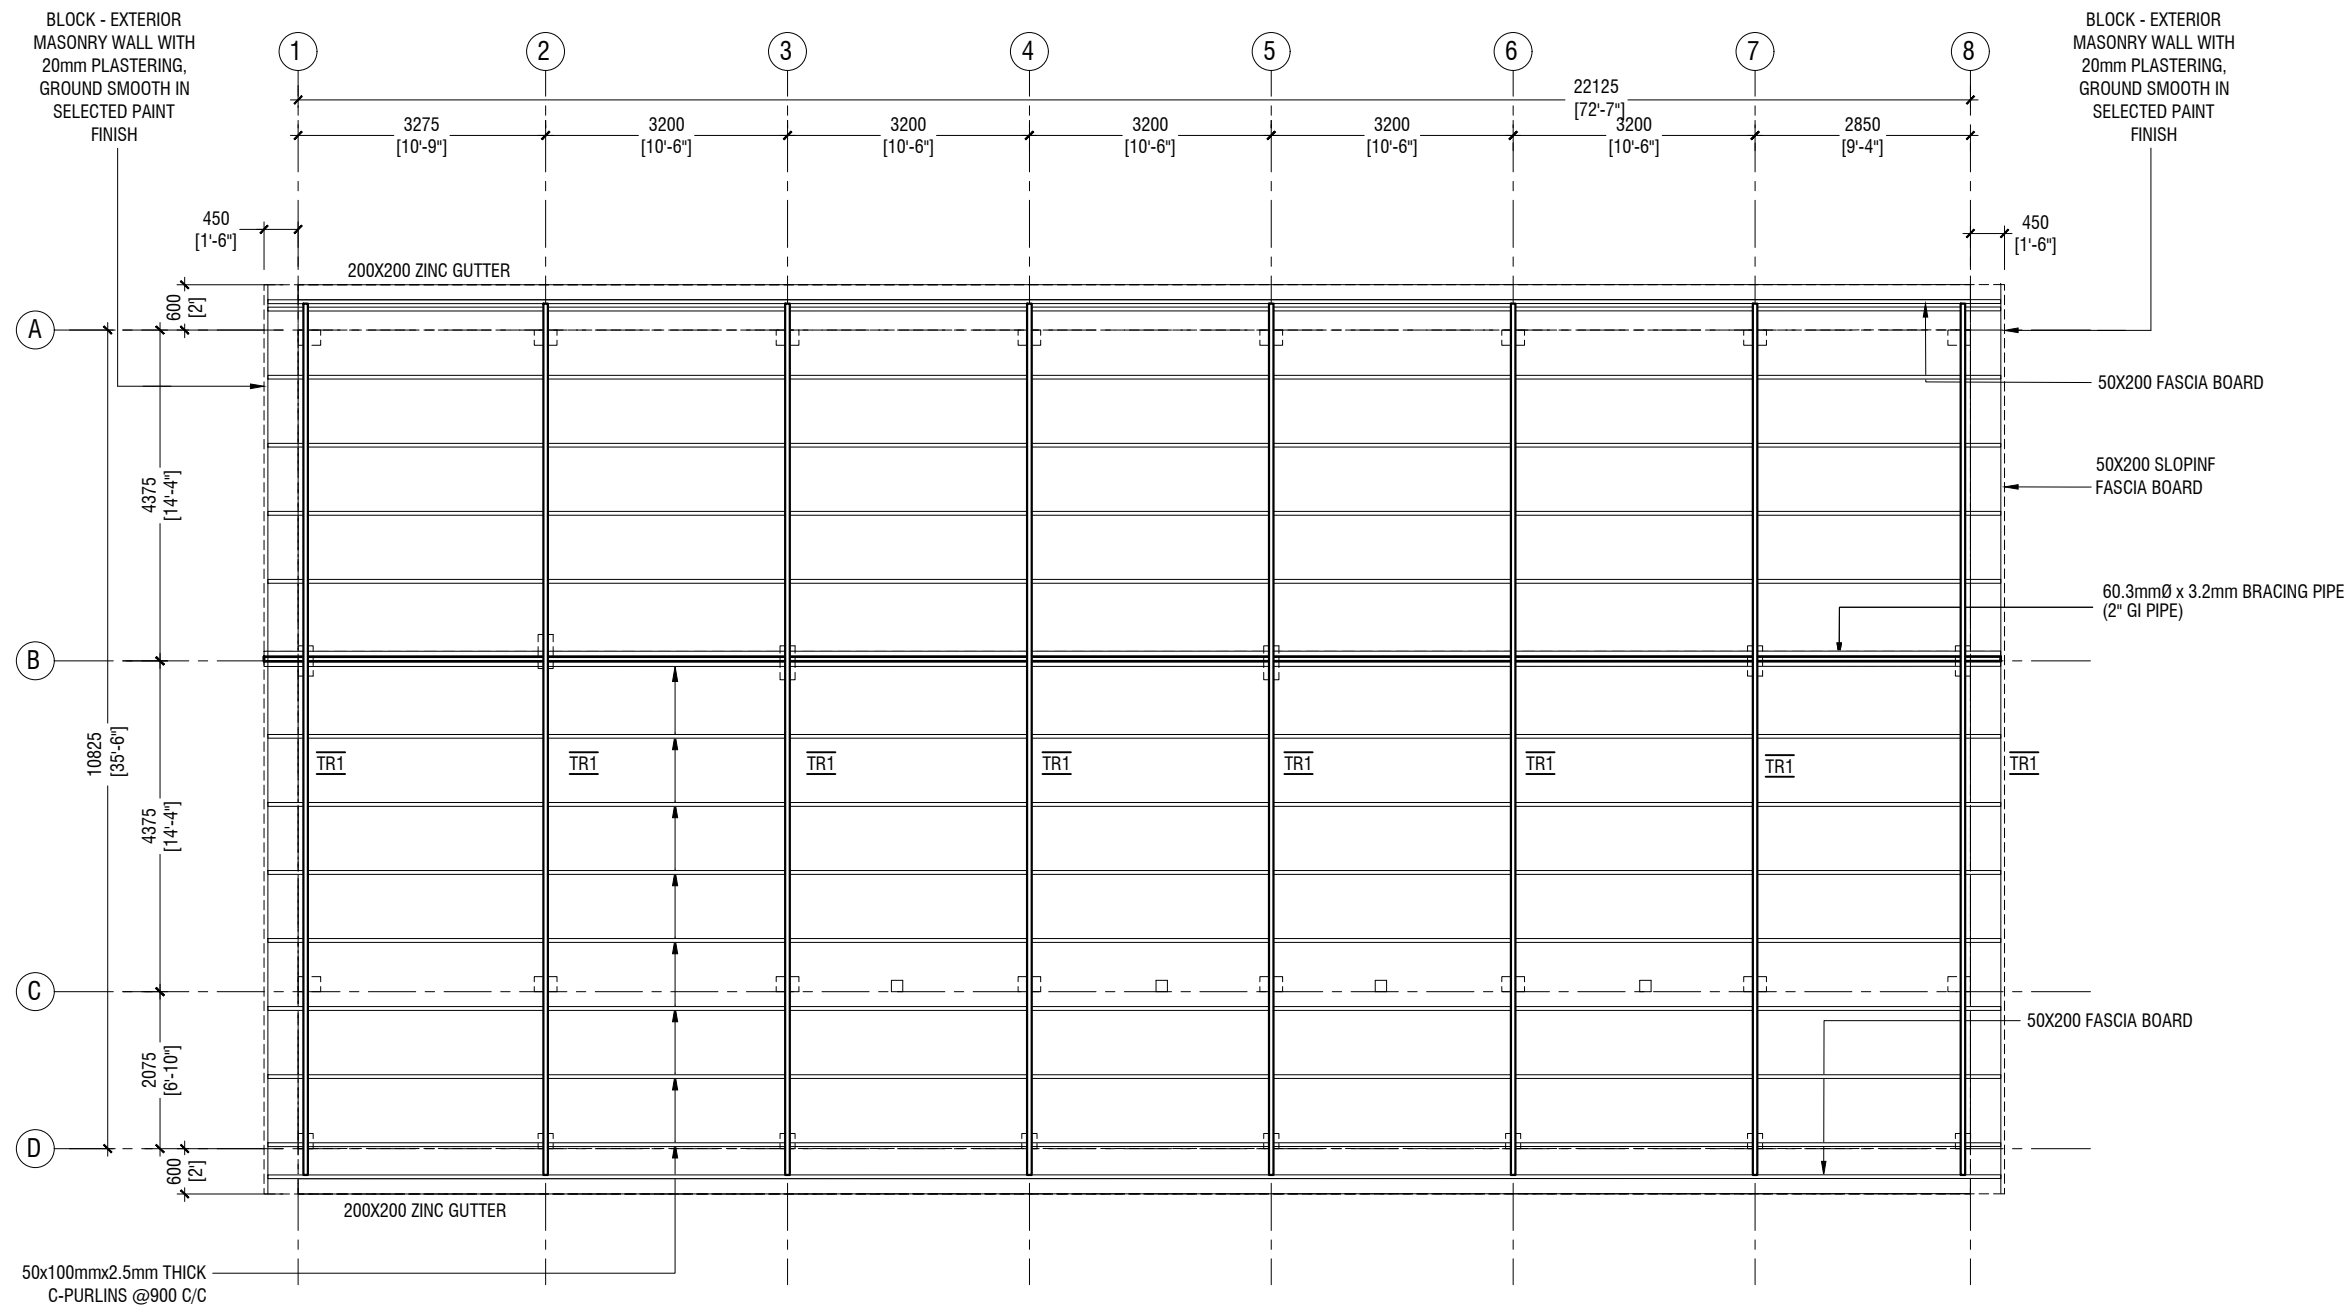 BLOCK - EXTERIOR
MASONRY WALL WITH
20mm PLASTERING,
GROUND SMOOTH IN
SELECTED PAINT
FINISH
1
2
3
4
5
6
7
8
BLOCK - EXTERIOR
MASONRY WALL WITH
20mm PLASTERING,
GROUND SMOOTH IN
SELECTED PAINT
FINISH
22125
[72'-7"]
3275
[10'-9"]
3200
[10'-6"]
3200
[10'-6"]
3200
[10'-6"]
3200
[10'-6"]
3200
[10'-6"]
2850
[9'-4"]
450
[1'-6"]
450
[1'-6"]
200X200 ZINC GUTTER
600
[2']
A
50X200 FASCIA BOARD
4375
[14'-4"]
50X200 SLOPINF
FASCIA BOARD
60.3mmØ x 3.2mm BRACING PIPE
(2" GI PIPE)
B
10825
[35'-6"]
TR1
TR1
TR1
TR1
TR1
TR1
TR1
TR1
4375
[14'-4"]
C
50X200 FASCIA BOARD
2075
[6'-10"]
D
600
[2']
200X200 ZINC GUTTER
50x100mmx2.5mm THICK
C-PURLINS @900 C/C